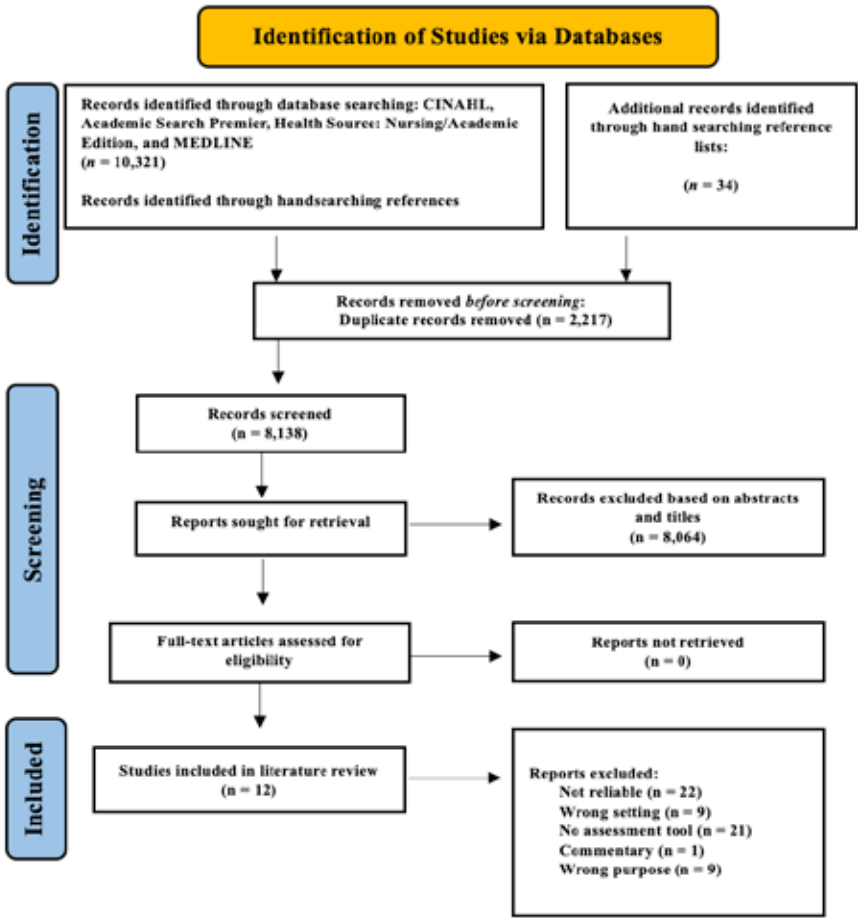 Identification of Studies via Databases
Identification
Records identified through database searching: CINAHL,
Academic Search Premier, Health Source: Nursing/Academic
Edition, and MEDLINE
(n = 10,321)
Records identified through handsearching references
Additional records identified
through hand searching reference
lists:
(n = 34)
Records removed before screening:
Duplicate records removed (n = 2,217)
Screening
Records screened
(n = 8,138)
Reports sought for retrieval
Records excluded based on abstracts
and titles
(n = 8,064)
Full-text articles assessed for
eligibility
Reports not retrieved
(n = 0)
Included
Studies included in literature review
(n = 12)
Reports excluded:
Not reliable (n = 22)
Wrong setting (n = 9)
No assessment tool (n = 21)
Commentary (n = 1)
Wrong purpose (n = 9)